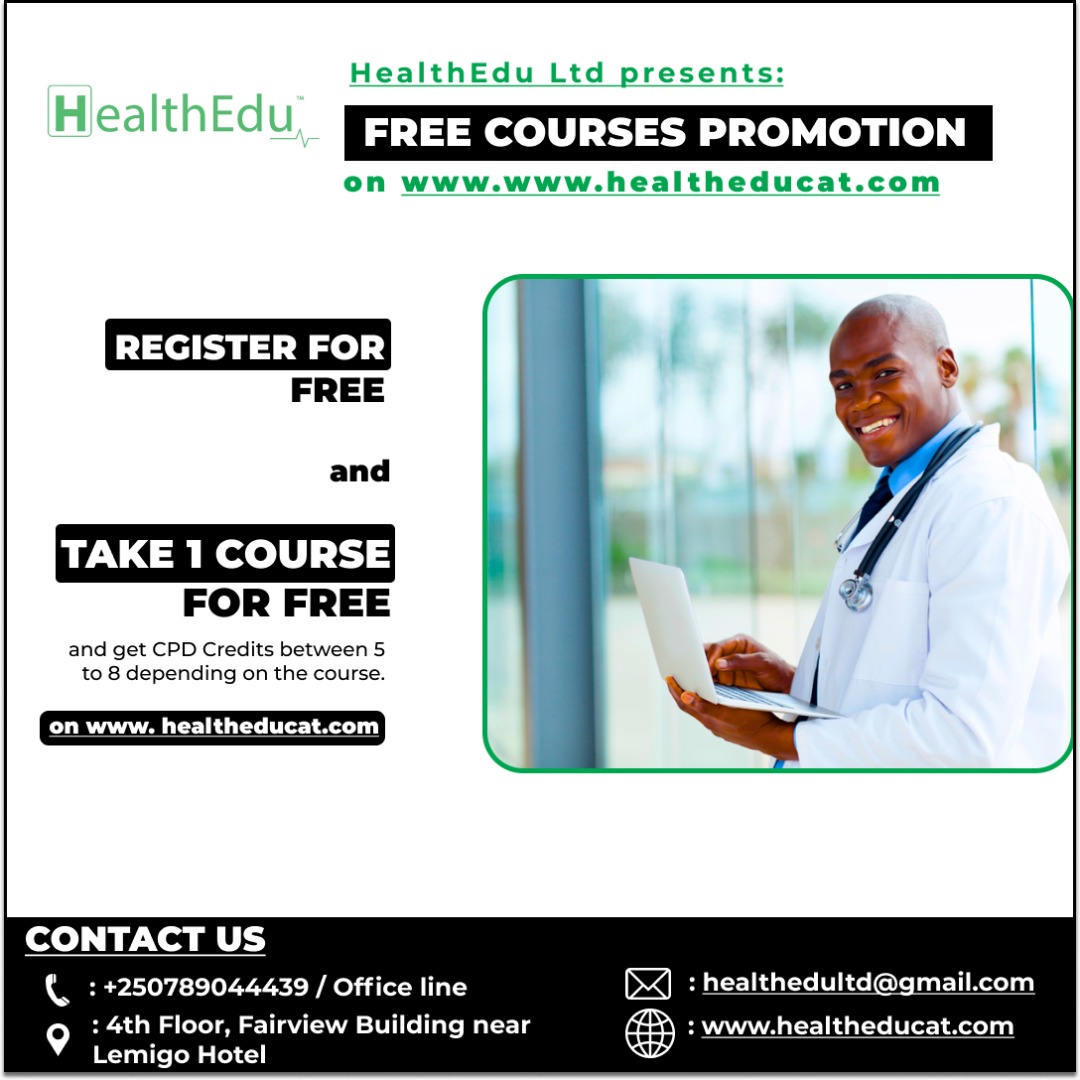 HealthEdu™
HealthEdu Ltd presents:
FREE COURSES PROMOTION
on www.www.healtheducat.com
REGISTER FOR
FREE
and
TAKE 1 COURSE
FOR FREE
and get CPD Credits between 5
to 8 depending on the course.
on www. healtheducat.com
CONTACT US
: +250789044439 / Office line
: 4th Floor, Fairview Building near
Lemigo Hotel
: healthedultd@gmail.com
: www.healtheducat.com